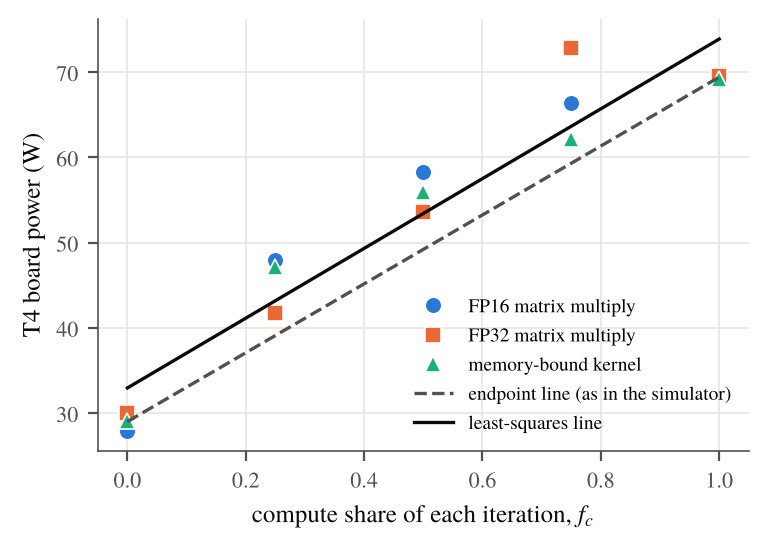 70
60
50
40
30
T4 board power (W)
FP16 matrix multiply
FP32 matrix multiply
memory-bound kernel
endpoint line (as in the simulator)
least-squares line
0.0 0.2 0.4 0.6 0.8 1.0
compute share of each iteration, f_c